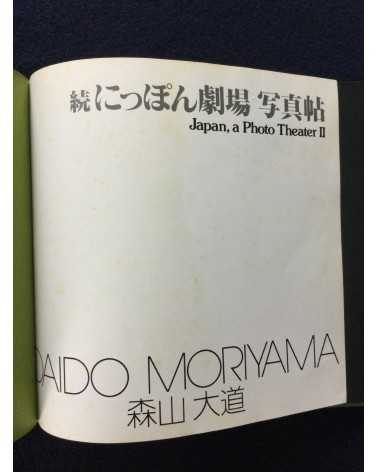 続 にっぽん劇場 写真帖
Japan, a Photo Theater II
DAIDO MORIYAMA
森山 大道